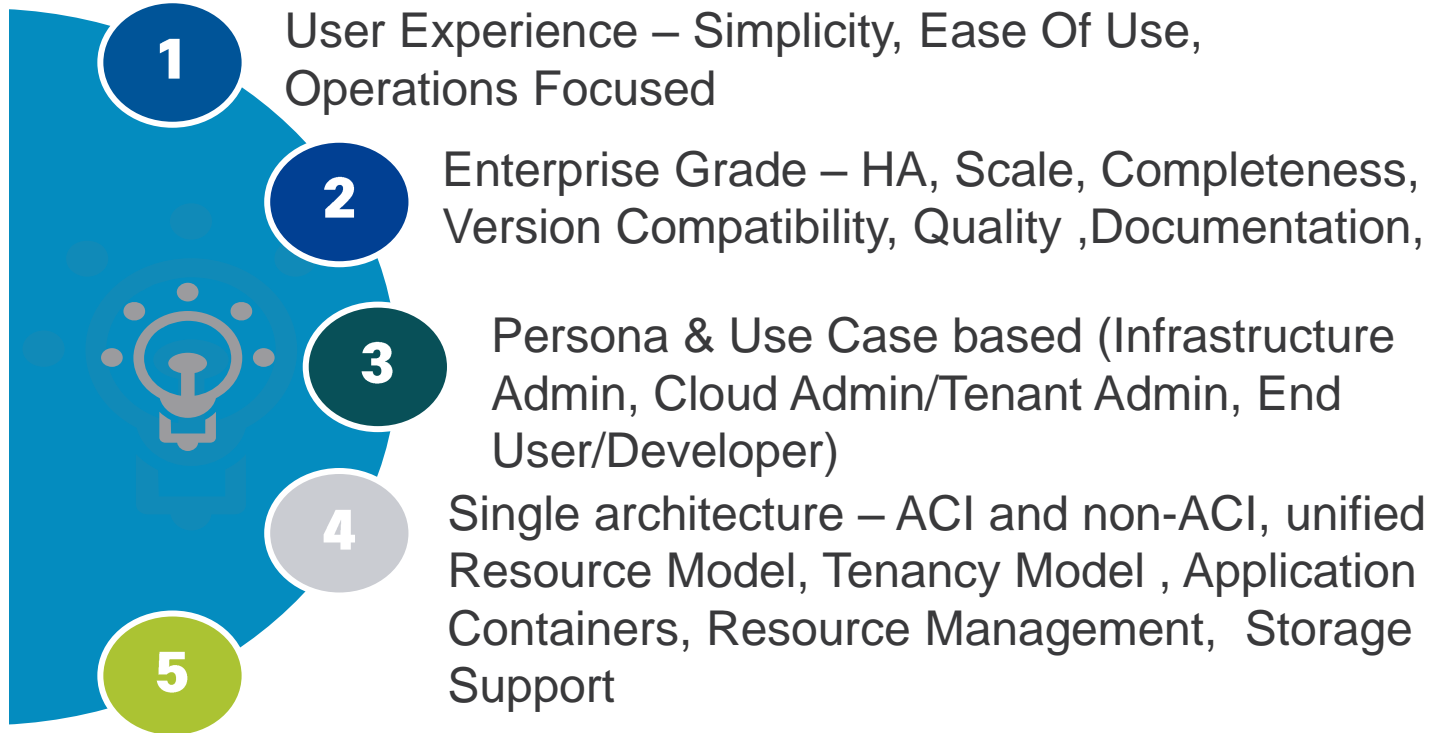 1
User Experience – Simplicity, Ease Of Use,
Operations Focused
2
Enterprise Grade – HA, Scale, Completeness,
Version Compatibility, Quality ,Documentation,
3
Persona & Use Case based (Infrastructure
Admin, Cloud Admin/Tenant Admin, End
User/Developer)
4
Single architecture – ACI and non-ACI, unified
Resource Model, Tenancy Model , Application
Containers, Resource Management,  Storage
Support
5